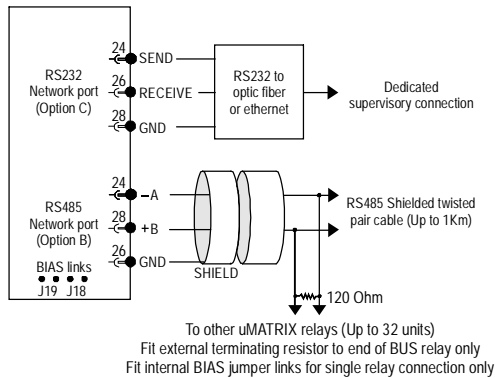 24
SEND
RS232
Network port
(Option C)
26
RECEIVE
28
GND
RS232 to
optic fiber
or ethernet
Dedicated
supervisory connection
24
–A
RS485
Network port
(Option B)
28
+B
26
GND
SHIELD
RS485 Shielded twisted
pair cable (Up to 1Km)
BIAS links
J19 J18
120 Ohm
To other uMATRIX relays (Up to 32 units)
Fit external terminating resistor to end of BUS relay only
Fit internal BIAS jumper links for single relay connection only